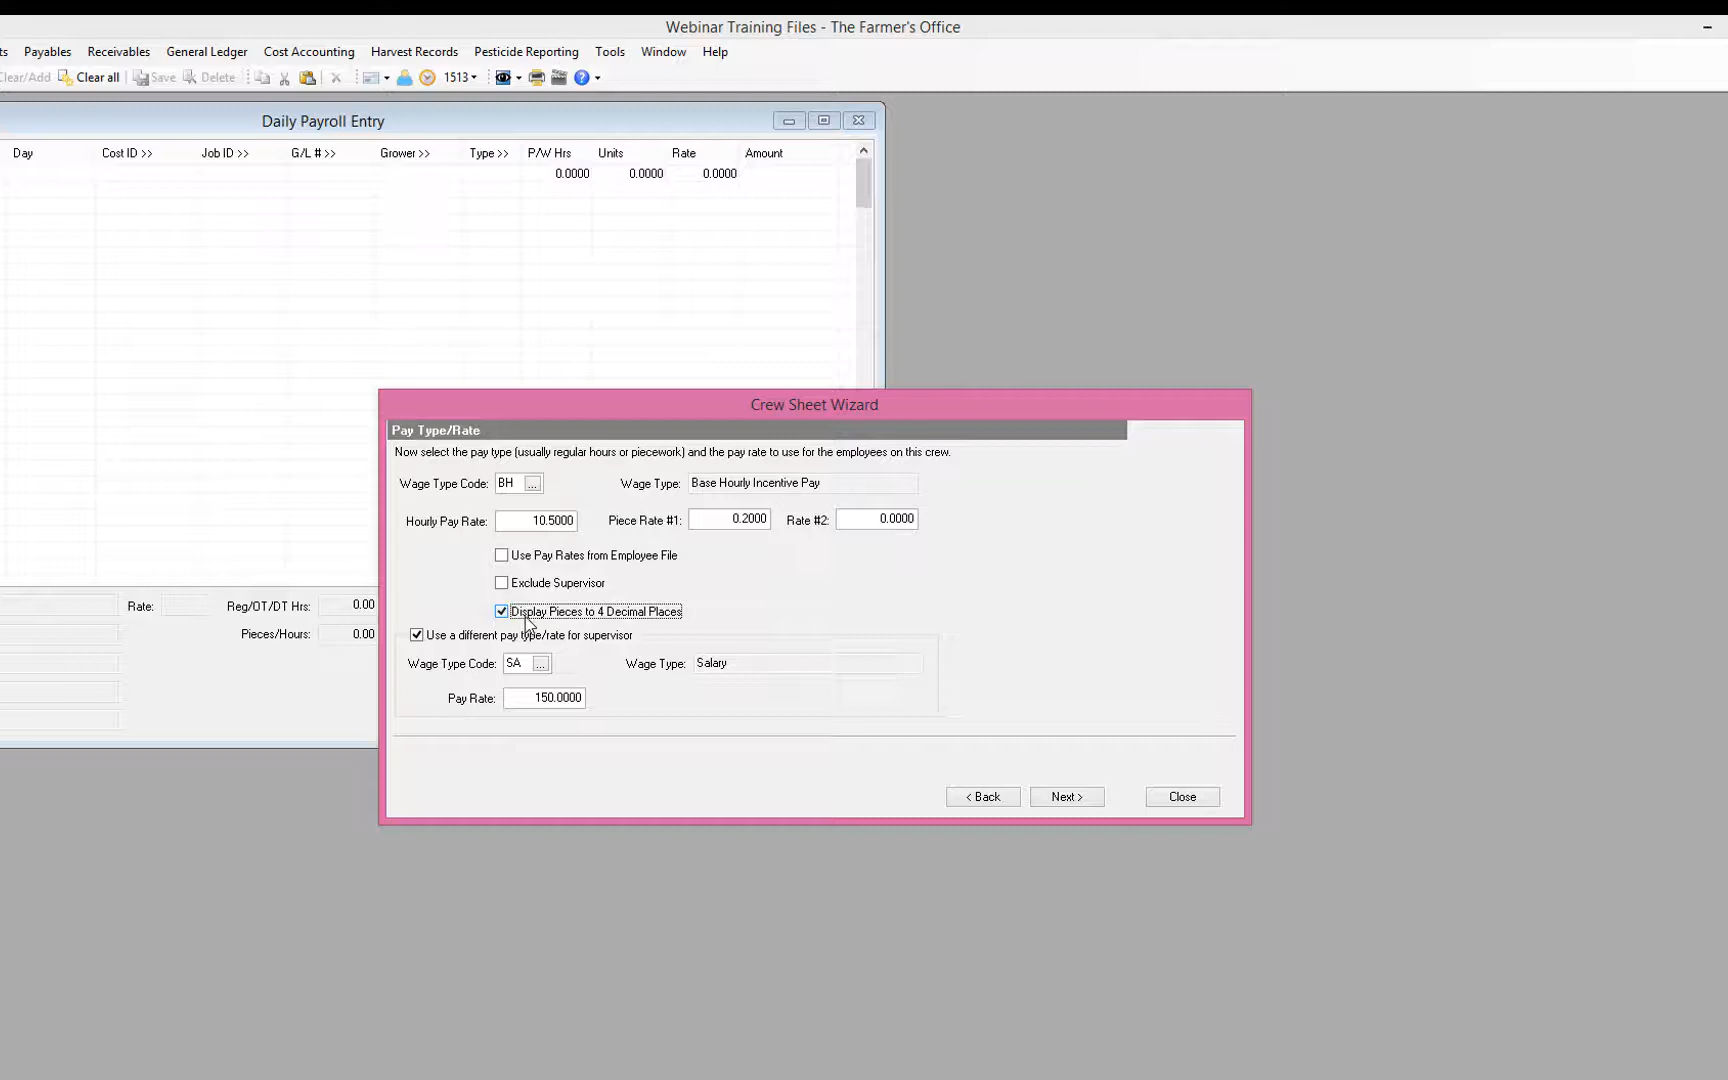 Webinar Training Files - The Farmer's Office
ts Payables Receivables General Ledger Cost Accounting Harvest Records Pesticide Reporting Tools Window Help
Clear/Add Clear all Save Delete 1513
Daily Payroll Entry
Day Cost ID >> Job ID >> G/L # >> Grower >> Type >> P/W Hrs Units Rate Amount
0.0000 0.0000 0.0000
Rate: Reg/OT/DT Hrs: 0.00
Pieces/Hours: 0.00
Crew Sheet Wizard
Pay Type/Rate
Now select the pay type (usually regular hours or piecework) and the pay rate to use for the employees on this crew.
Wage Type Code: BH ... Wage Type: Base Hourly Incentive Pay
Hourly Pay Rate: 10.5000 Piece Rate #1: 0.2000 Rate #2: 0.0000
Use Pay Rates from Employee File
Exclude Supervisor
Display Pieces to 4 Decimal Places
Use a different pay type/rate for supervisor
Wage Type Code: SA ... Wage Type: Salary
Pay Rate: 150.0000
< Back Next > Close